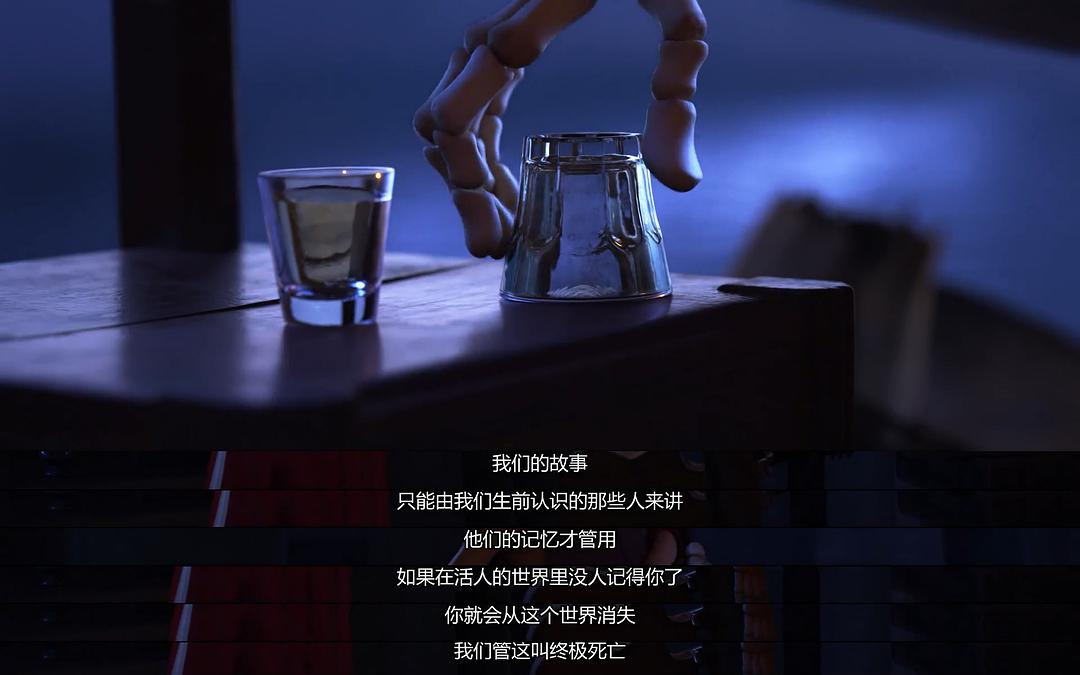 我们的故事
只能由我们生前认识的那些人来讲
他们的记忆才管用
如果在活人的世界里没人记得你了
你就会从这个世界消失
我们管这叫终极死亡